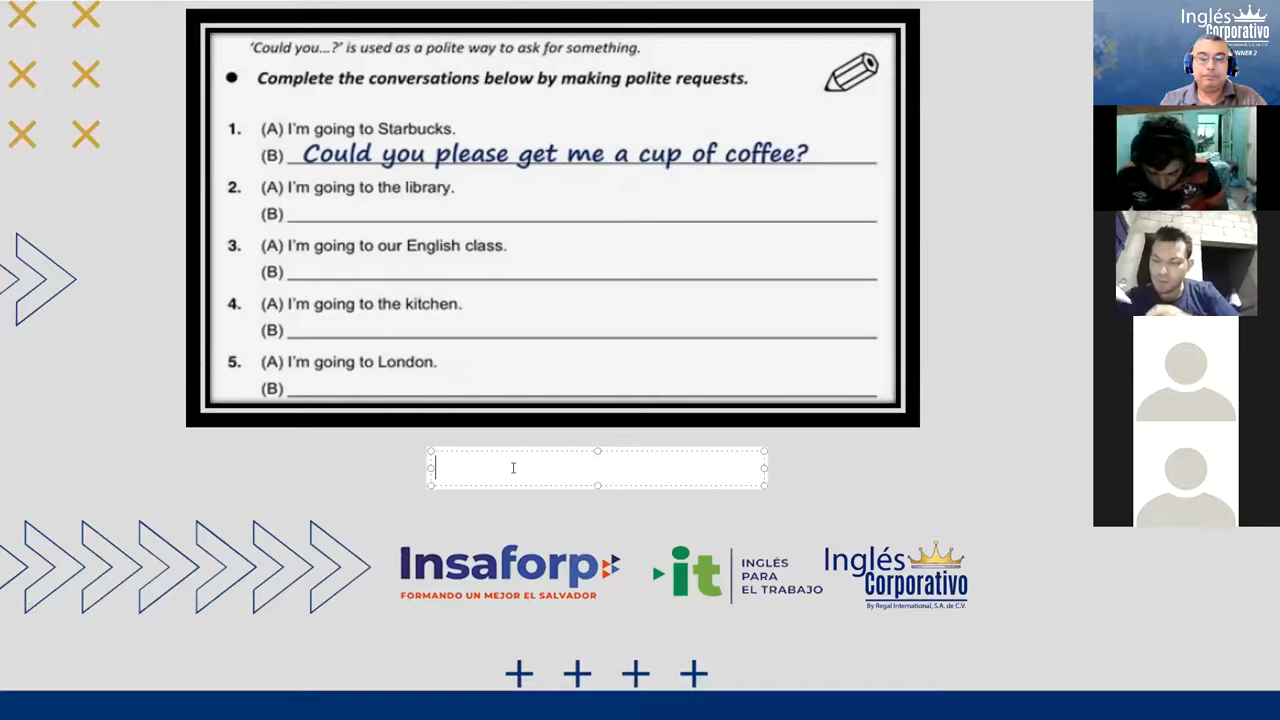 'Could you...?' is used as a polite way to ask for something.
● Complete the conversations below by making polite requests.
1. (A) I'm going to Starbucks.
(B) Could you please get me a cup of coffee?
2. (A) I'm going to the library.
(B)
3. (A) I'm going to our English class.
(B)
4. (A) I'm going to the kitchen.
(B)
5. (A) I'm going to London.
(B)
Insaforp
FORMANDO UN MEJOR EL SALVADOR
it
INGLÉS
PARA
EL TRABAJO
Inglés
Corporativo
By Regal International, S.A. de C.V.
Inglés
Corporativo